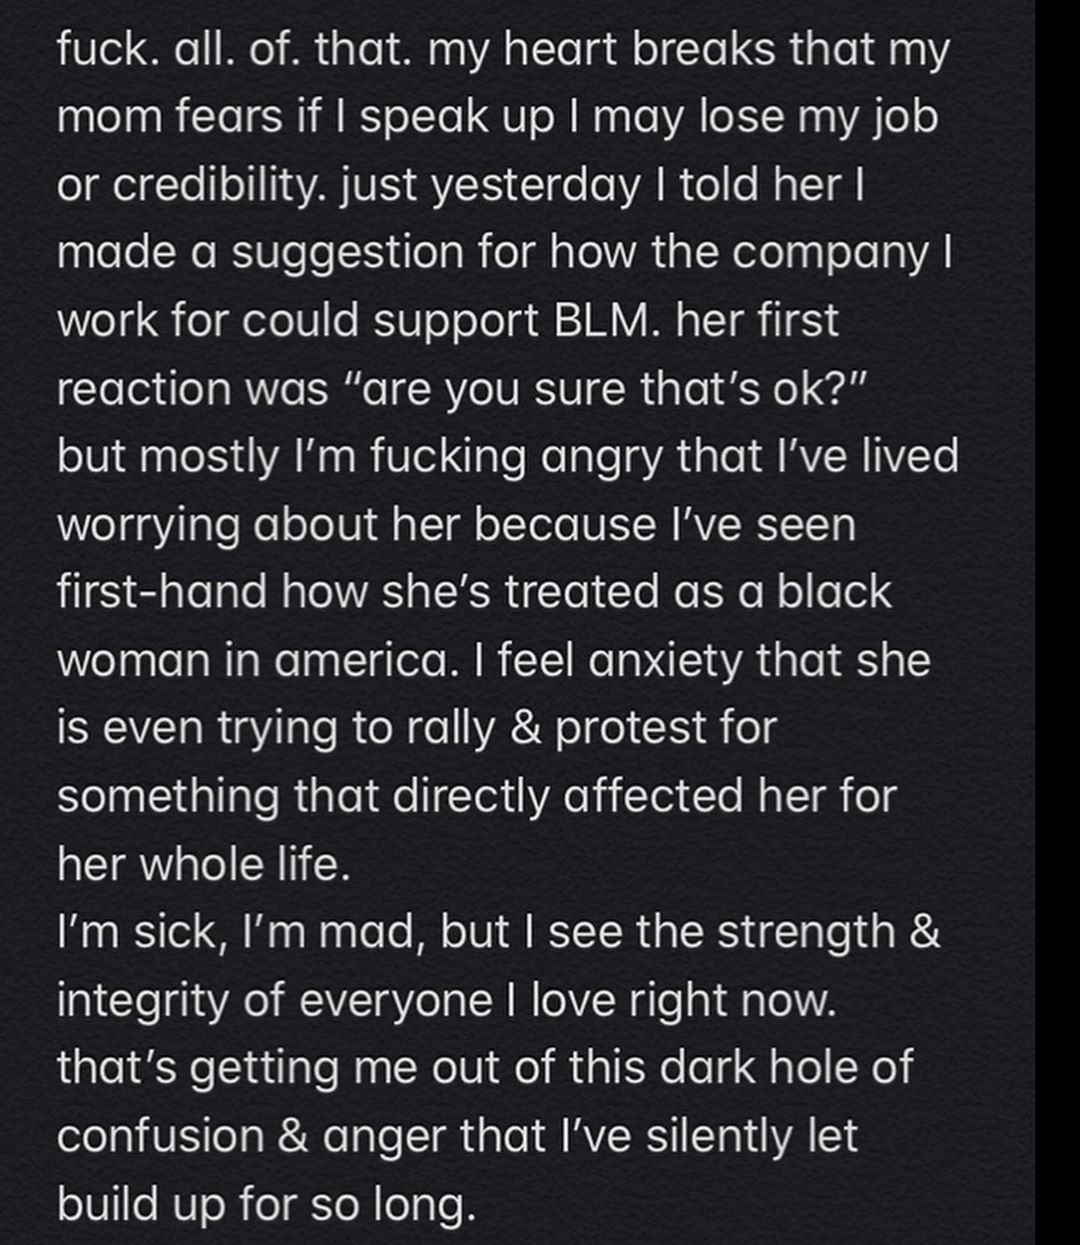 fuck. all. of. that. my heart breaks that my
mom fears if I speak up I may lose my job
or credibility. just yesterday I told her I
made a suggestion for how the company I
work for could support BLM. her first
reaction was “are you sure that’s ok?”
but mostly I’m fucking angry that I’ve lived
worrying about her because I’ve seen
first-hand how she’s treated as a black
woman in america. I feel anxiety that she
is even trying to rally & protest for
something that directly affected her for
her whole life.
I’m sick, I’m mad, but I see the strength &
integrity of everyone I love right now.
that’s getting me out of this dark hole of
confusion & anger that I’ve silently let
build up for so long.